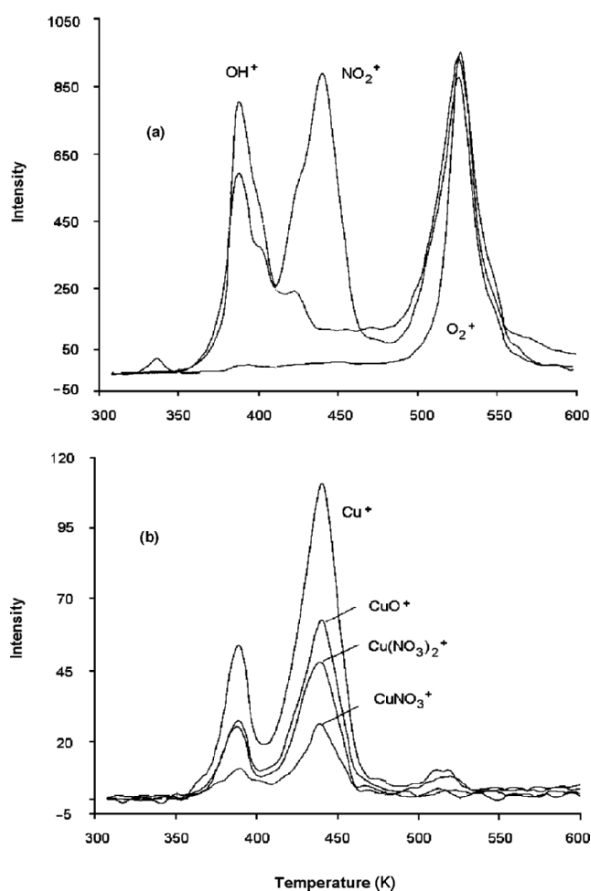 1050
850
650
450
250
50
−50
Intensity
(a)
OH+
NO2+
O2+
300 350 400 450 500 550 600
120
95
70
45
20
−5
Intensity
(b)
Cu+
CuO+
Cu(NO3)2+
CuNO3+
300 350 400 450 500 550 600
Temperature (K)